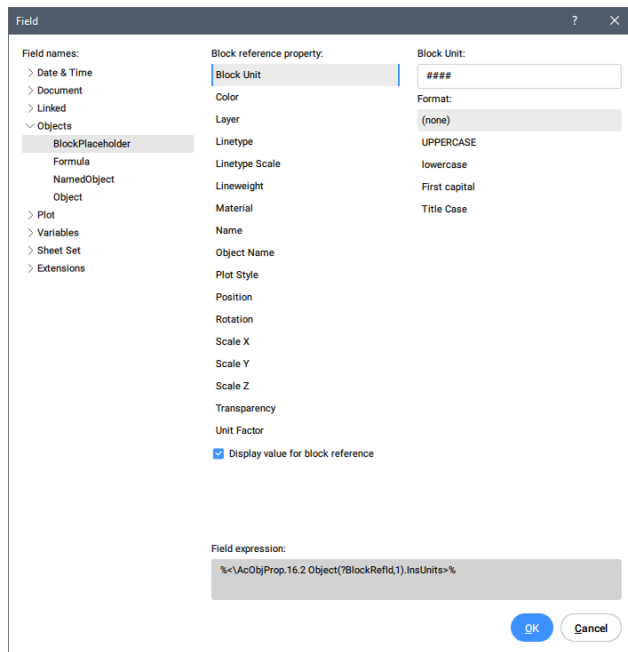 Field
?
Field names:
Date & Time
Document
Linked
Objects
BlockPlaceholder
Formula
NamedObject
Object
Plot
Variables
Sheet Set
Extensions
Block reference property:
Block Unit
Color
Layer
Linetype
Linetype Scale
Lineweight
Material
Name
Object Name
Plot Style
Position
Rotation
Scale X
Scale Y
Scale Z
Transparency
Unit Factor
Display value for block reference
Block Unit:
####
Format:
(none)
UPPERCASE
lowercase
First capital
Title Case
Field expression:
%<\AcObjProp.16.2 Object(?BlockRefId,1).InsUnits>%
OK
Cancel